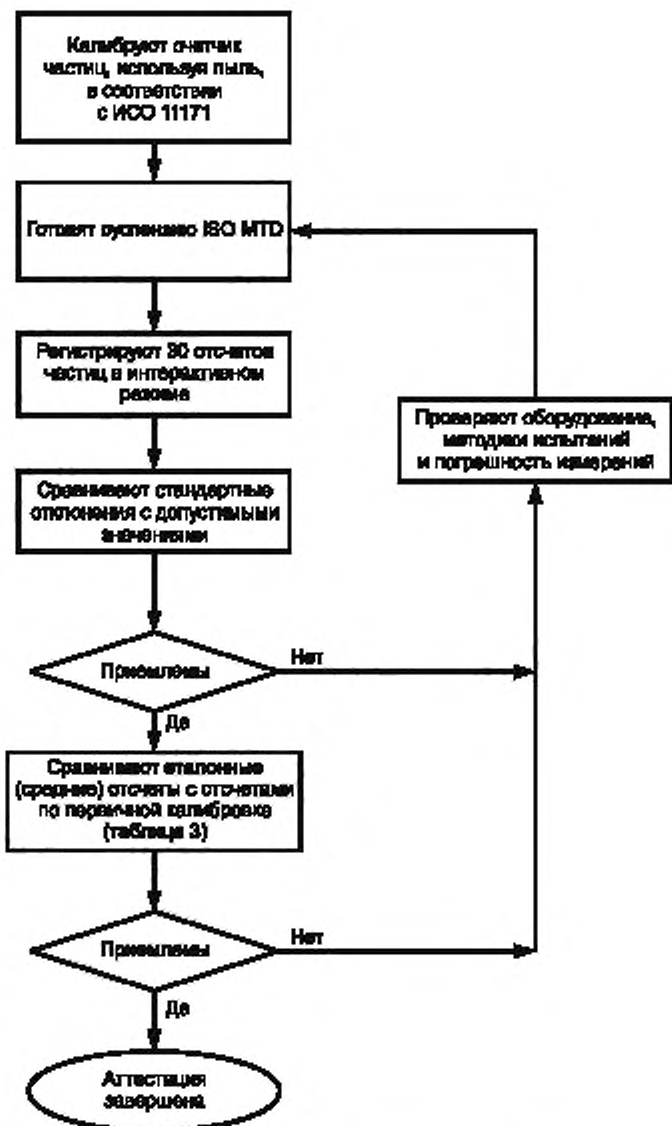 Калибруют счетчик
частиц, используя пыль,
в соответствии
с ИСО 11171
Готовят суспензию ISO MTD
Регистрируют 30 отсчетов
частиц в интерактивном
режиме
Проверяют оборудование,
методики испытаний
и погрешность измерений
Сравнивают стандартные
отклонения с допустимыми
значениями
Приемлемы
Нет
Да
Сравнивают эталонные
(средние) отсчеты с отсчетами
по первичной калибровке
(таблица 3)
Приемлемы
Нет
Да
Аттестация
завершена